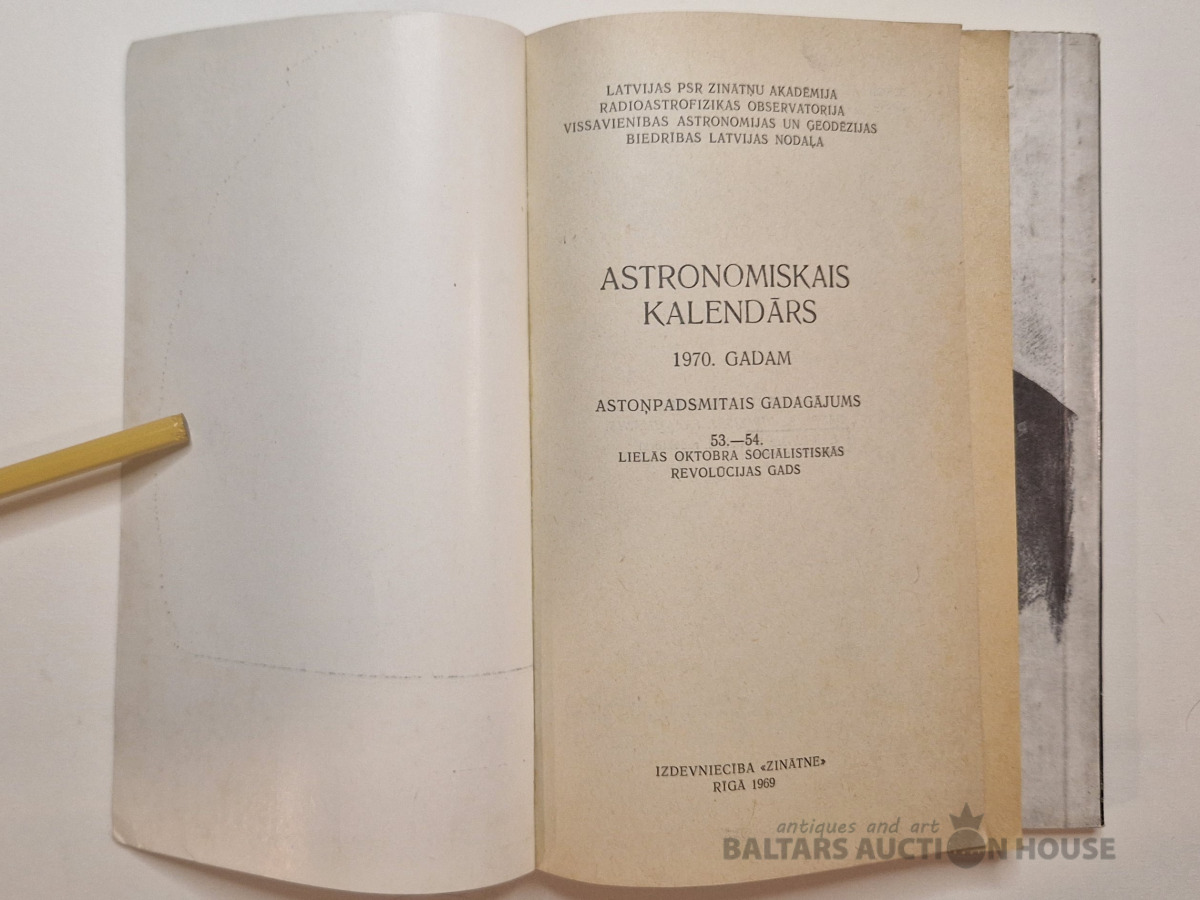 LATVIJAS PSR ZINĀTŅU AKADĒMIJA
RADIOASTROFIZIKAS OBSERVATORIJA
VISSAVIENĪBAS ASTRONOMIJAS UN ĢEODĒZIJAS
BIEDRĪBAS LATVIJAS NODAĻA
ASTRONOMISKAIS
KALENDĀRS
1970. GADAM
ASTOŅPADSMITAIS GADAGĀJUMS
53.—54.
LIELĀS OKTOBRA SOCIĀLISTISKĀS
REVOLŪCIJAS GADS
IZDEVNIECĪBA «ZINĀTNE»
RĪGĀ 1969
antiques and art
BALTARS AUCTION HOUSE